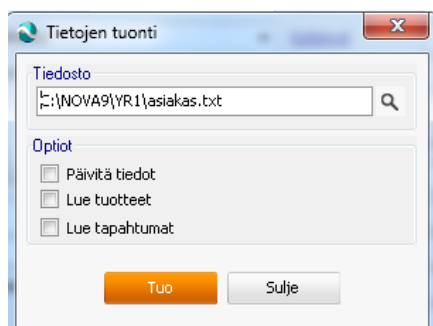 Tietojen tuonti
Tiedosto
C:\NOVA9\YR1\asiakas.txt
Optiot
Päivitä tiedot
Lue tuotteet
Lue tapahtumat
Tuo
Sulje